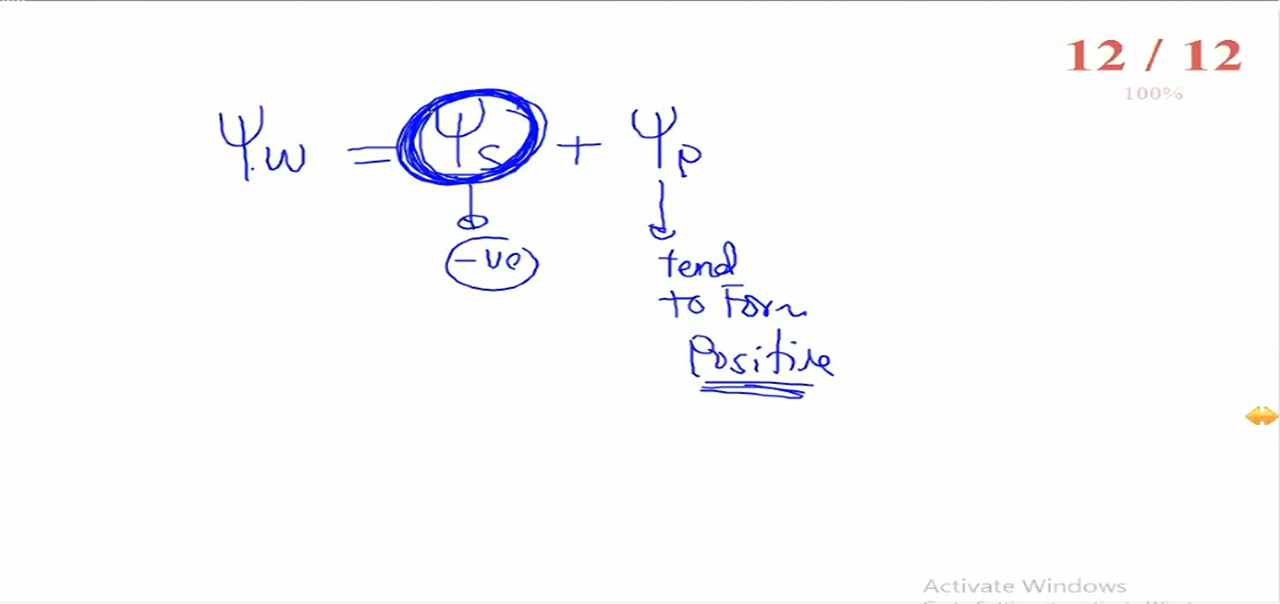 12 / 12
100%
Ψw = Ψs + Ψp
-ve
tend
to Form
Positive
Activate Windows